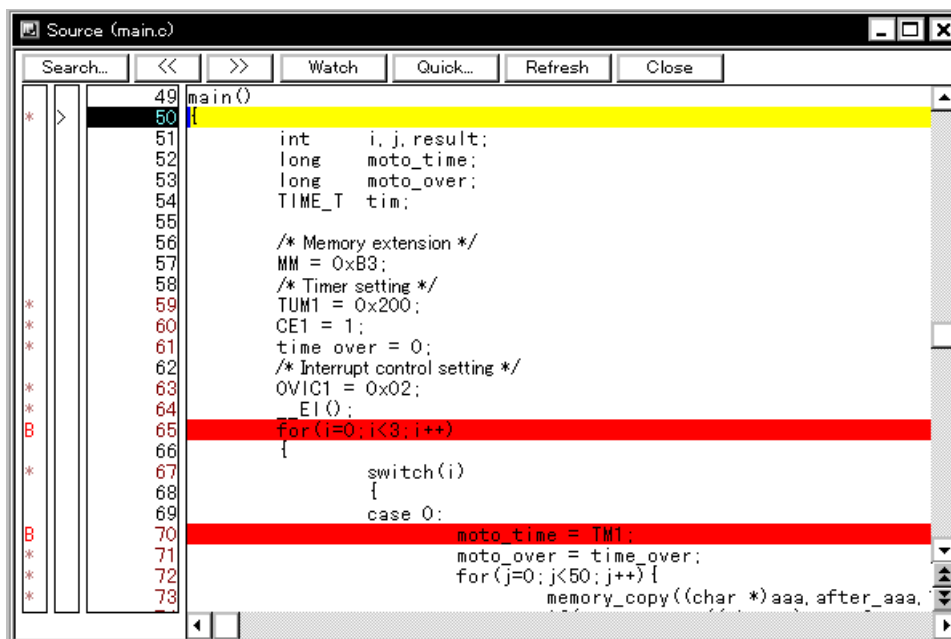 Source (main.c)
Search... << >> Watch Quick... Refresh Close
49 main()
* > 50 {
51 int i, j, result;
52 long moto_time;
53 long moto_over;
54 TIME_T tim;
55
56 /* Memory extension */
57 MM = 0xB3;
58 /* Timer setting */
* 59 TUM1 = 0x200;
* 60 CE1 = 1;
* 61 time_over = 0;
62 /* Interrupt control setting */
* 63 OVIC1 = 0x02;
* 64 __EI();
B 65 for(i=0;i<3;i++)
66 {
* 67 switch(i)
68 {
69 case 0:
B 70 moto_time = TM1;
* 71 moto_over = time_over;
* 72 for(j=0;j<50;j++){
* 73 memory_copy((char *)aaa,after_aaa,